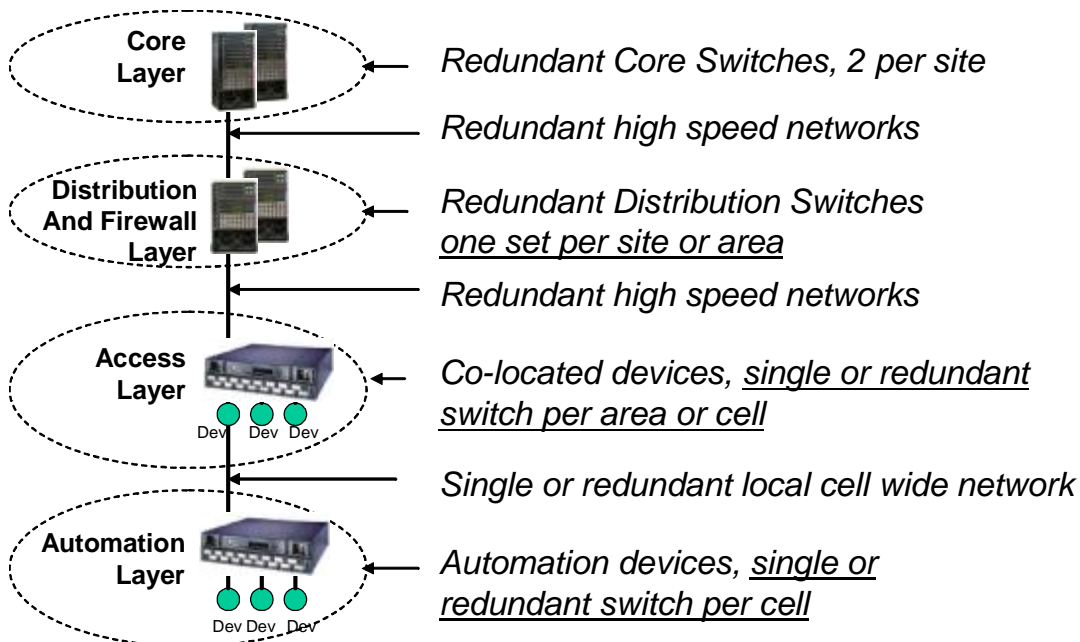 Core
Layer
Redundant Core Switches, 2 per site
Redundant high speed networks
Distribution
And Firewall
Layer
Redundant Distribution Switches
one set per site or area
Redundant high speed networks
Access
Layer
Dev Dev Dev
Co-located devices, single or redundant
switch per area or cell
Single or redundant local cell wide network
Automation
Layer
Dev Dev Dev
Automation devices, single or
redundant switch per cell